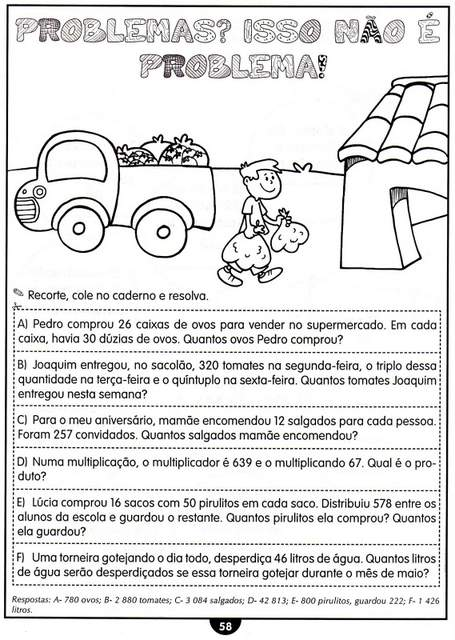 PROBLEMAS? ISSO NÃO É
PROBLEMA!
Recorte, cole no caderno e resolva.
A) Pedro comprou 26 caixas de ovos para vender no supermercado. Em cada
caixa, havia 30 dúzias de ovos. Quantos ovos Pedro comprou?
B) Joaquim entregou, no sacolão, 320 tomates na segunda-feira, o triplo dessa
quantidade na terça-feira e o quíntuplo na sexta-feira. Quantos tomates Joaquim
entregou nesta semana?
C) Para o meu aniversário, mamãe encomendou 12 salgados para cada pessoa.
Foram 257 convidados. Quantos salgados mamãe encomendou?
D) Numa multiplicação, o multiplicador é 639 e o multiplicando 67. Qual é o pro-
duto?
E) Lúcia comprou 16 sacos com 50 pirulitos em cada saco. Distribuiu 578 entre os
alunos da escola e guardou o restante. Quantos pirulitos ela comprou? Quantos
ela guardou?
F) Uma torneira gotejando o dia todo, desperdiça 46 litros de água. Quantos litros
de água serão desperdiçados se essa torneira gotejar durante o mês de maio?
Respostas: A- 780 ovos; B- 2 880 tomates; C- 3 084 salgados; D- 42 813; E- 800 pirulitos, guardou 222; F- 1 426
litros.
58